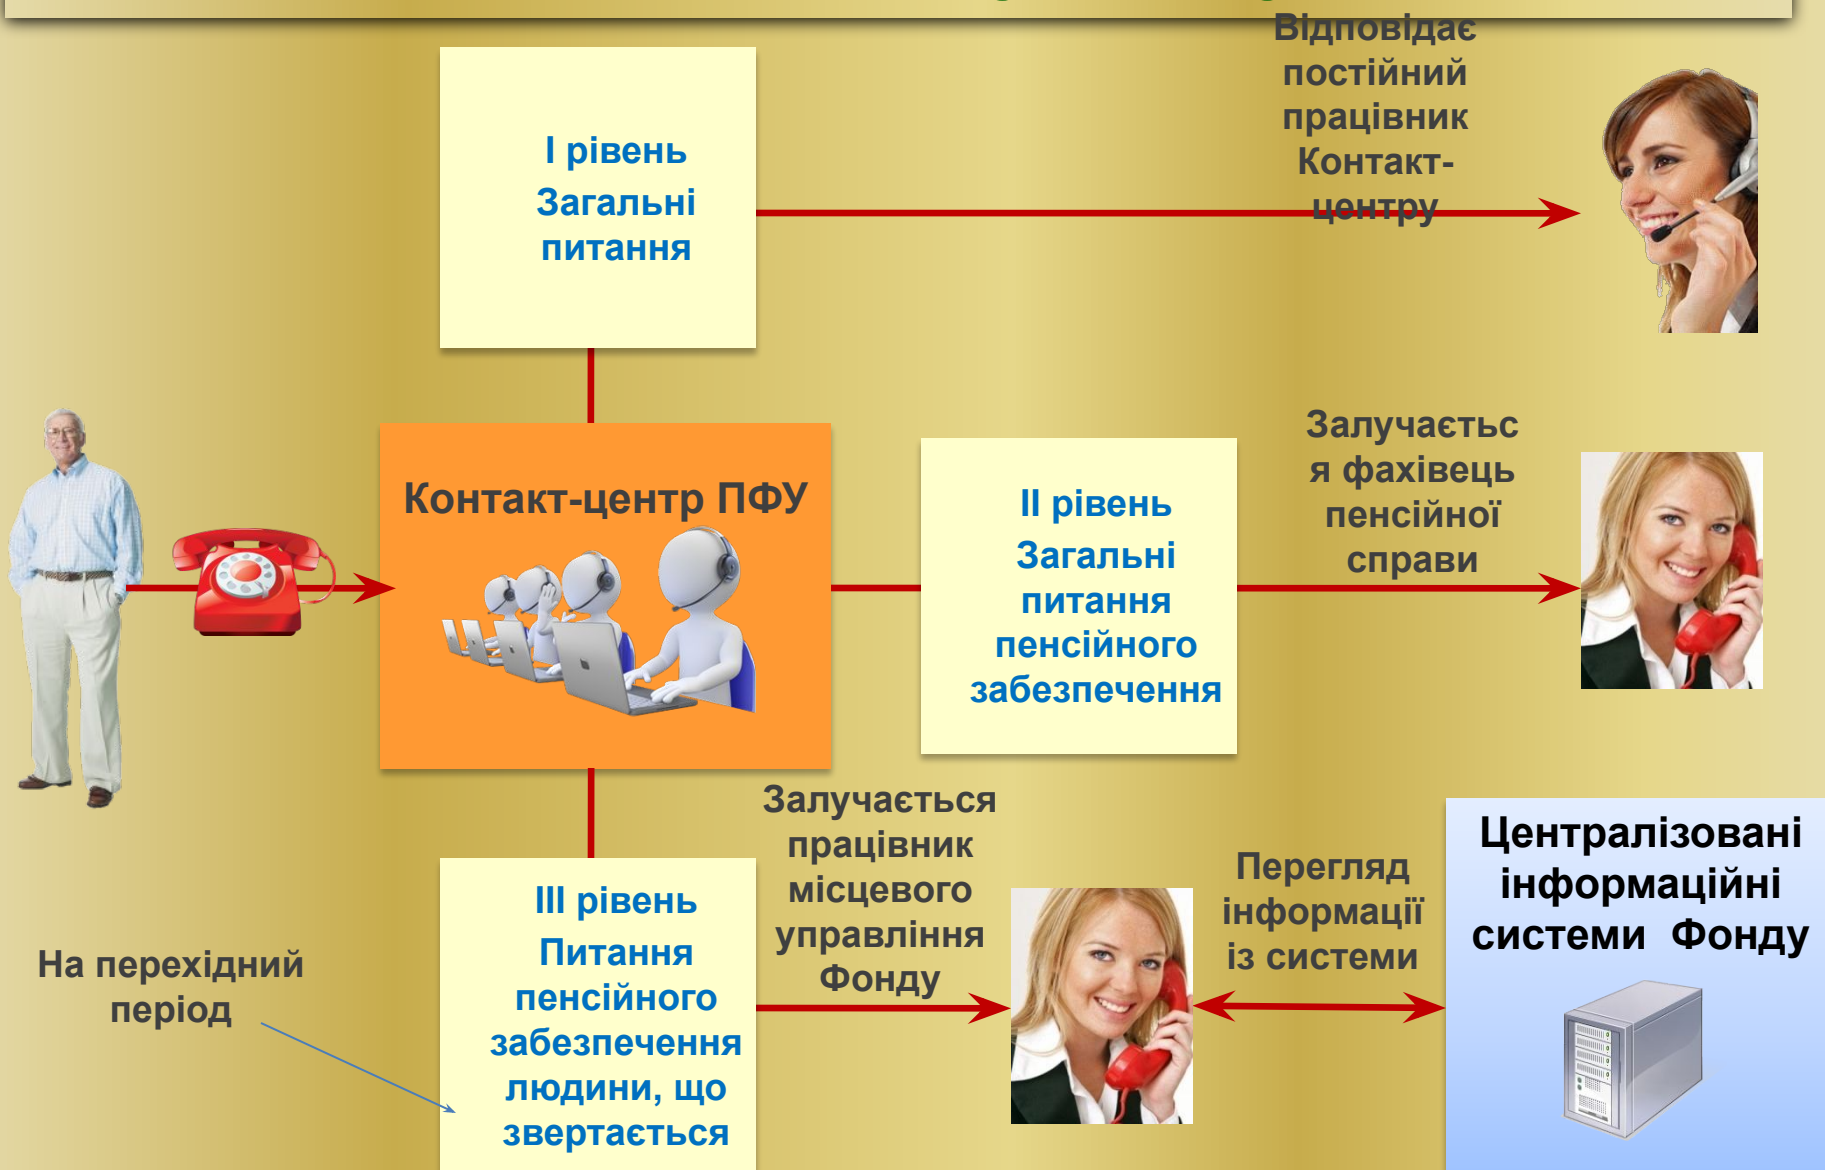 Відповідає
постійний
працівник
Контакт-
центру
І рівень
Загальні
питання
Контакт-центр ПФУ
ІІ рівень
Загальні
питання
пенсійного
забезпечення
Залучаєтьс
я фахівець
пенсійної
справи
ІІІ рівень
Питання
пенсійного
забезпечення
людини, що
звертається
На перехідний
період
Залучається
працівник
місцевого
управління
Фонду
Перегляд
інформації
із системи
Централізовані
інформаційні
системи Фонду